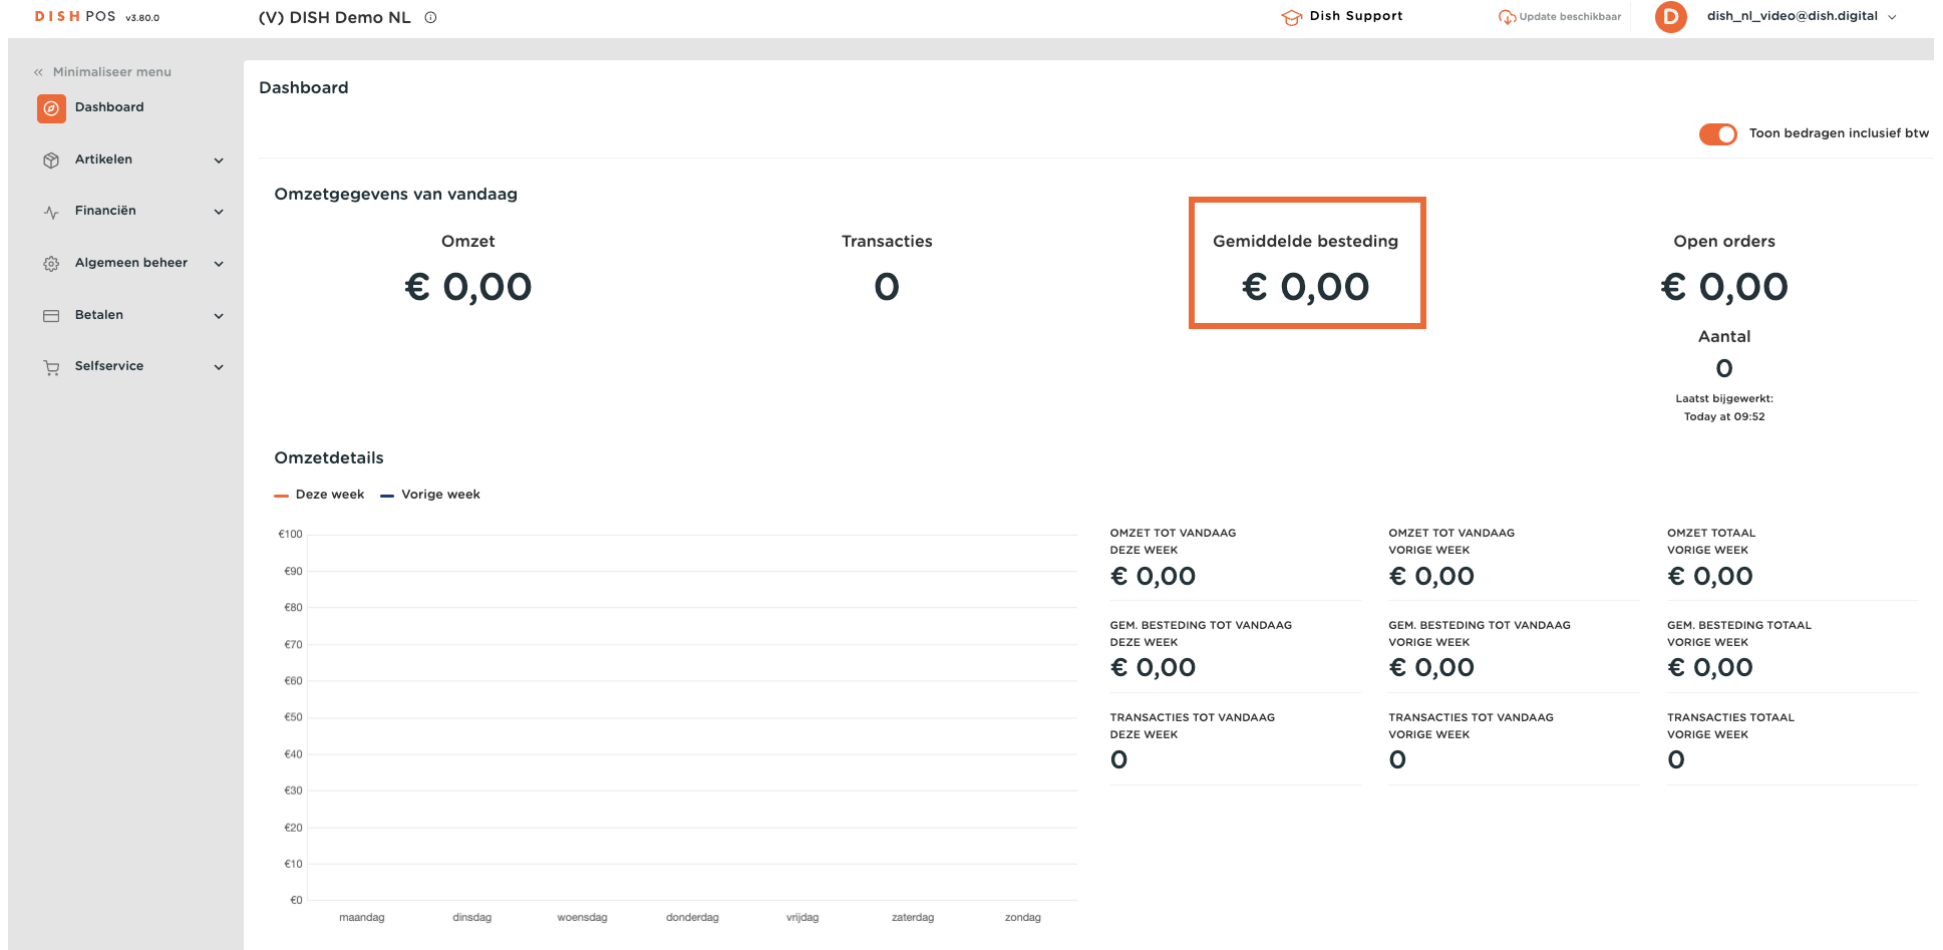 DISH POS v3.80.0
(V) DISH Demo NL
Dish Support
Update beschikbaar
D
dish_nl_video@dish.digital
Minimaliseer menu
Dashboard
Artikelen
Financiën
Algemeen beheer
Betalen
Selfservice
Dashboard
Toon bedragen inclusief btw
Omzetgegevens van vandaag
Omzet
€ 0,00
Transacties
0
Gemiddelde besteding
€ 0,00
Open orders
€ 0,00
Aantal
0
Laatst bijgewerkt:
Today at 09:52
Omzetdetails
Deze week
Vorige week
€100
€90
€80
€70
€60
€50
€40
€30
€20
€10
€0
maandag
dinsdag
woensdag
donderdag
vrijdag
zaterdag
zondag
OMZET TOT VANDAAG
DEZE WEEK
€ 0,00
OMZET TOT VANDAAG
VORIGE WEEK
€ 0,00
OMZET TOTAAL
VORIGE WEEK
€ 0,00
GEM. BESTEDING TOT VANDAAG
DEZE WEEK
€ 0,00
GEM. BESTEDING TOT VANDAAG
VORIGE WEEK
€ 0,00
GEM. BESTEDING TOTAAL
VORIGE WEEK
€ 0,00
TRANSACTIES TOT VANDAAG
DEZE WEEK
0
TRANSACTIES TOT VANDAAG
VORIGE WEEK
0
TRANSACTIES TOTAAL
VORIGE WEEK
0